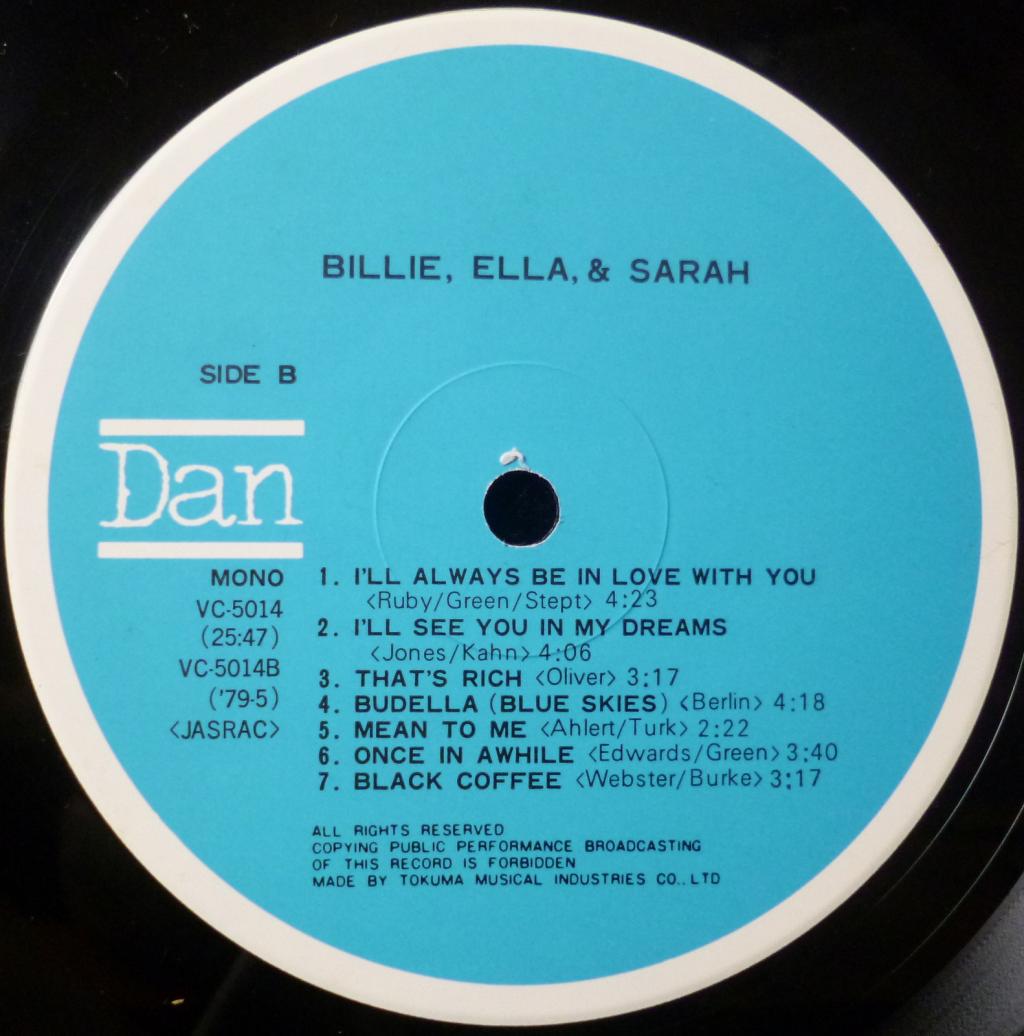 BILLIE, ELLA, & SARAH
SIDE B
Dan
MONO
VC-5014
(25:47)
VC-5014B
('79-5)
<JASRAC>
1. I'LL ALWAYS BE IN LOVE WITH YOU
<Ruby/Green/Stept> 4:23
2. I'LL SEE YOU IN MY DREAMS
<Jones/Kahn> 4:06
3. THAT'S RICH <Oliver> 3:17
4. BUDELLA (BLUE SKIES) <Berlin> 4:18
5. MEAN TO ME <Ahlert/Turk> 2:22
6. ONCE IN AWHILE <Edwards/Green> 3:40
7. BLACK COFFEE <Webster/Burke> 3:17
ALL RIGHTS RESERVED
COPYING PUBLIC PERFORMANCE BROADCASTING
OF THIS RECORD IS FORBIDDEN
MADE BY TOKUMA MUSICAL INDUSTRIES CO., LTD